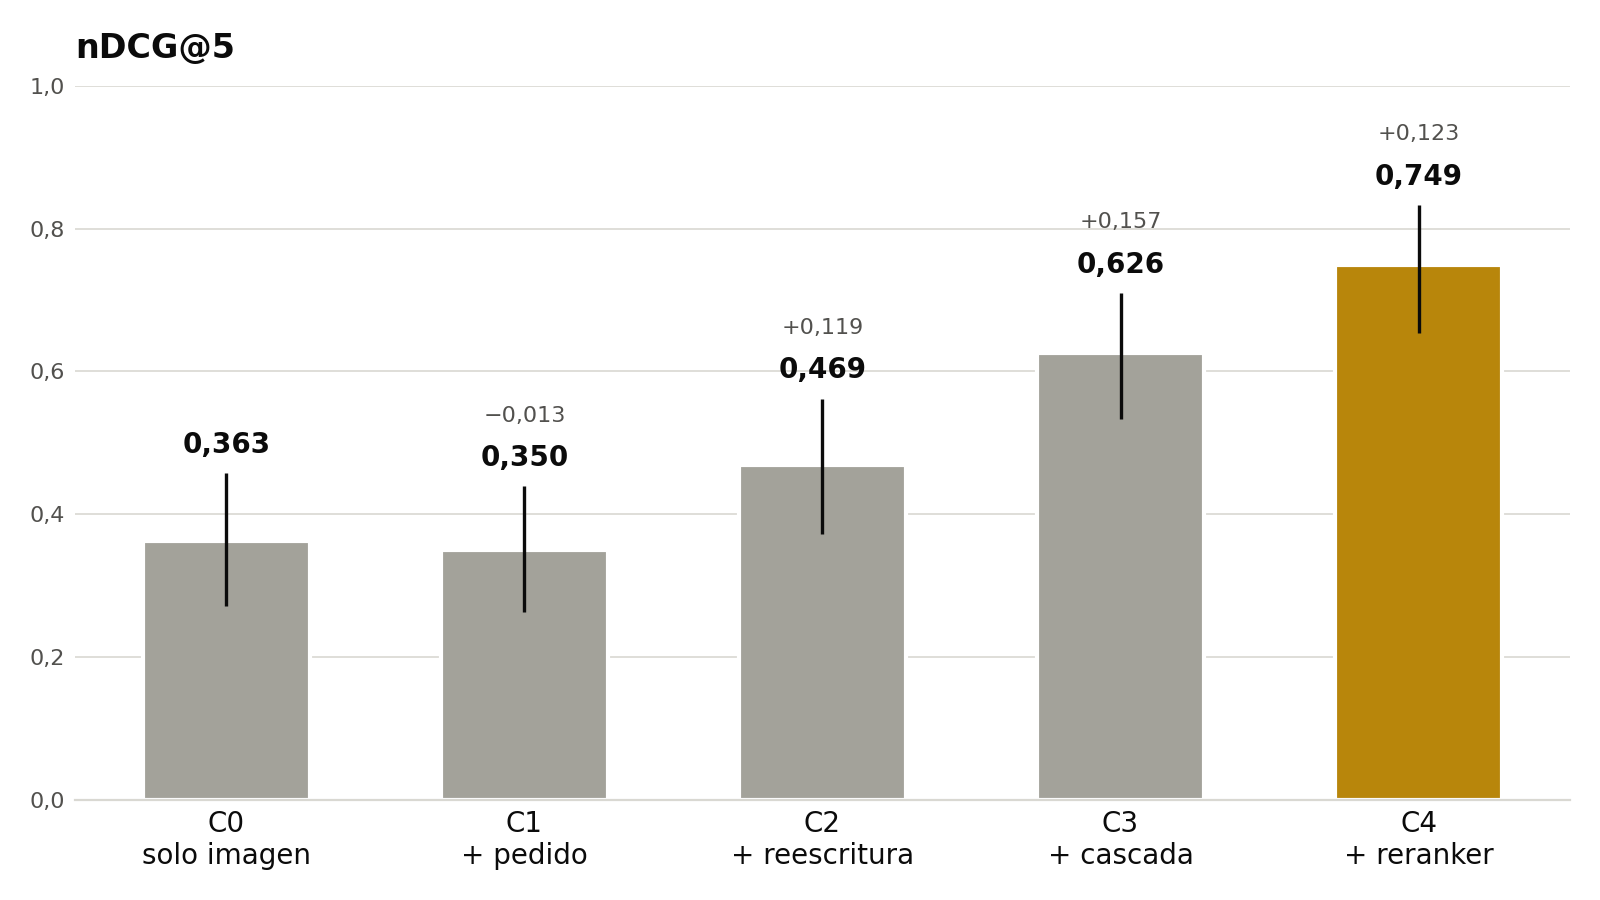 nDCG@5
1,0
0,8
0,6
0,4
0,2
0,0
0,363
−0,013
0,350
+0,119
0,469
+0,157
0,626
+0,123
0,749
C0
solo imagen
C1
+ pedido
C2
+ reescritura
C3
+ cascada
C4
+ reranker